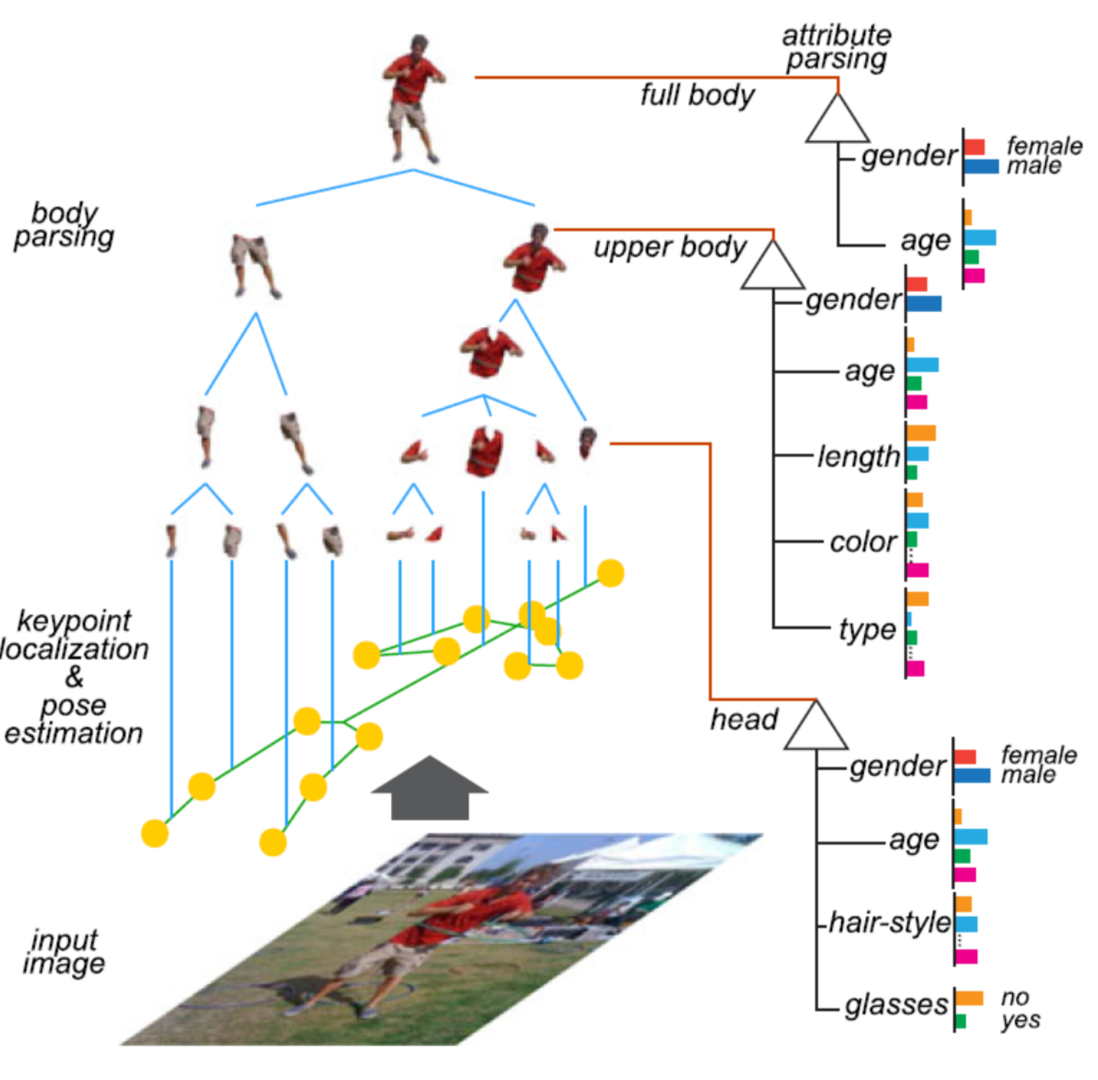 attribute
parsing
full body
gender
female
male
age
body
parsing
upper body
gender
age
length
color
type
keypoint
localization
&
pose
estimation
head
gender
female
male
age
hair-style
glasses
no
yes
input
image